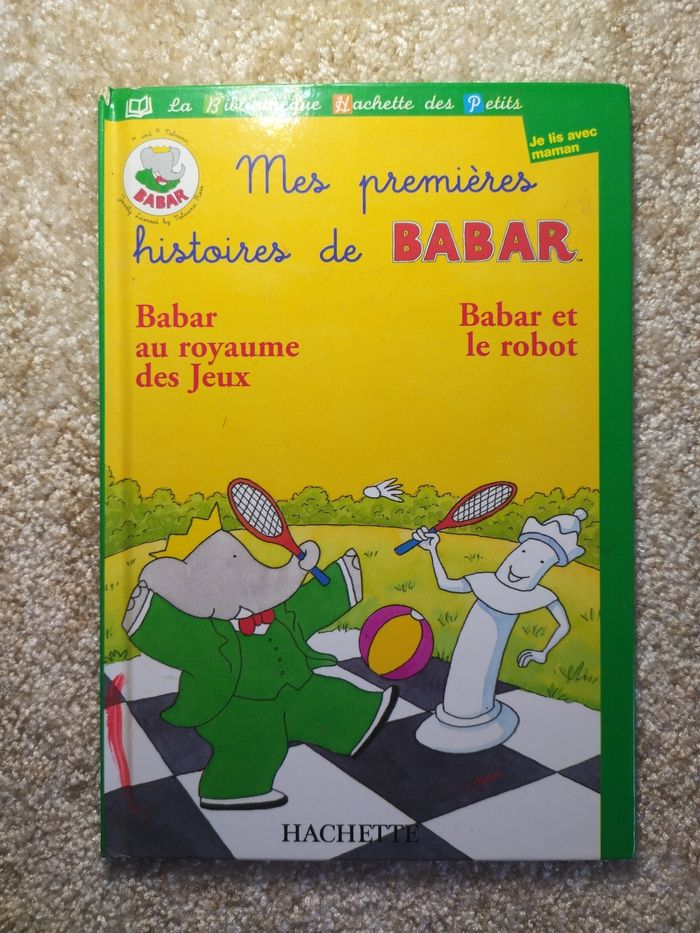 La Bibliothèque Hachette des Petits
Je lis avec
maman
BABAR
Mes premières
histoires de BABAR™
Babar
au royaume
des Jeux
Babar et
le robot
HACHETTE